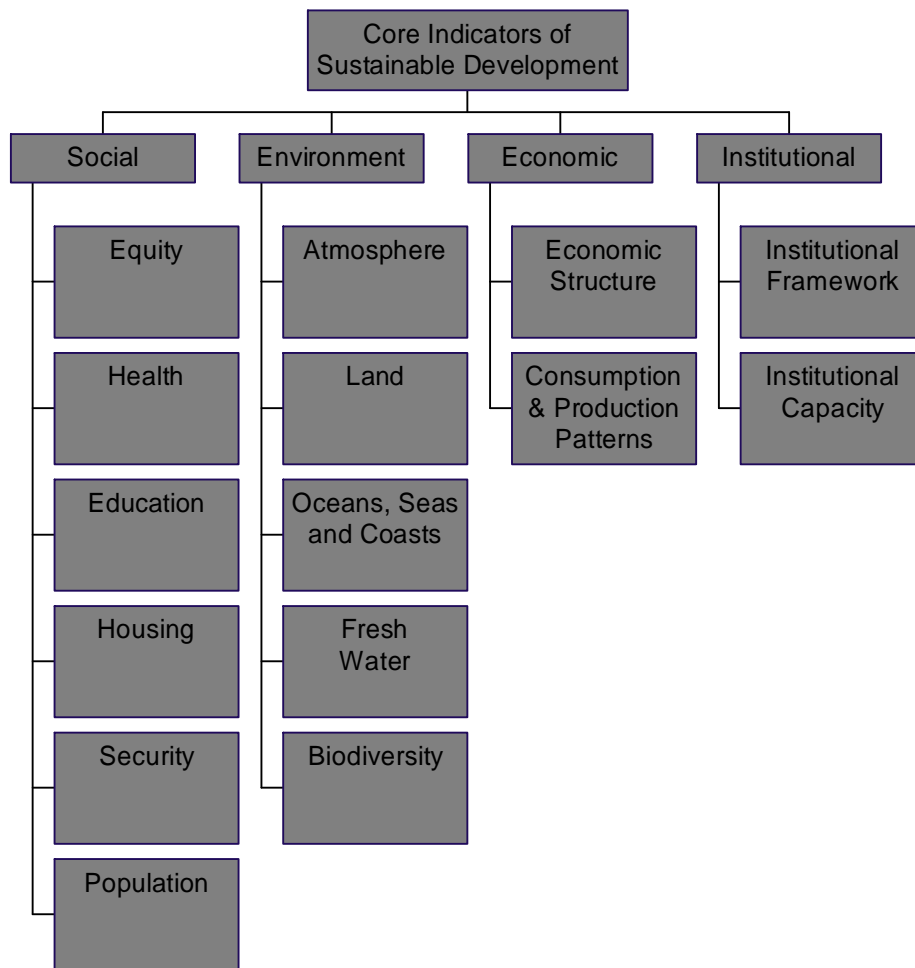 Core Indicators of
Sustainable Development
Social
Environment
Economic
Institutional
Equity
Health
Education
Housing
Security
Population
Atmosphere
Land
Oceans, Seas
and Coasts
Fresh
Water
Biodiversity
Economic
Structure
Consumption
& Production
Patterns
Institutional
Framework
Institutional
Capacity